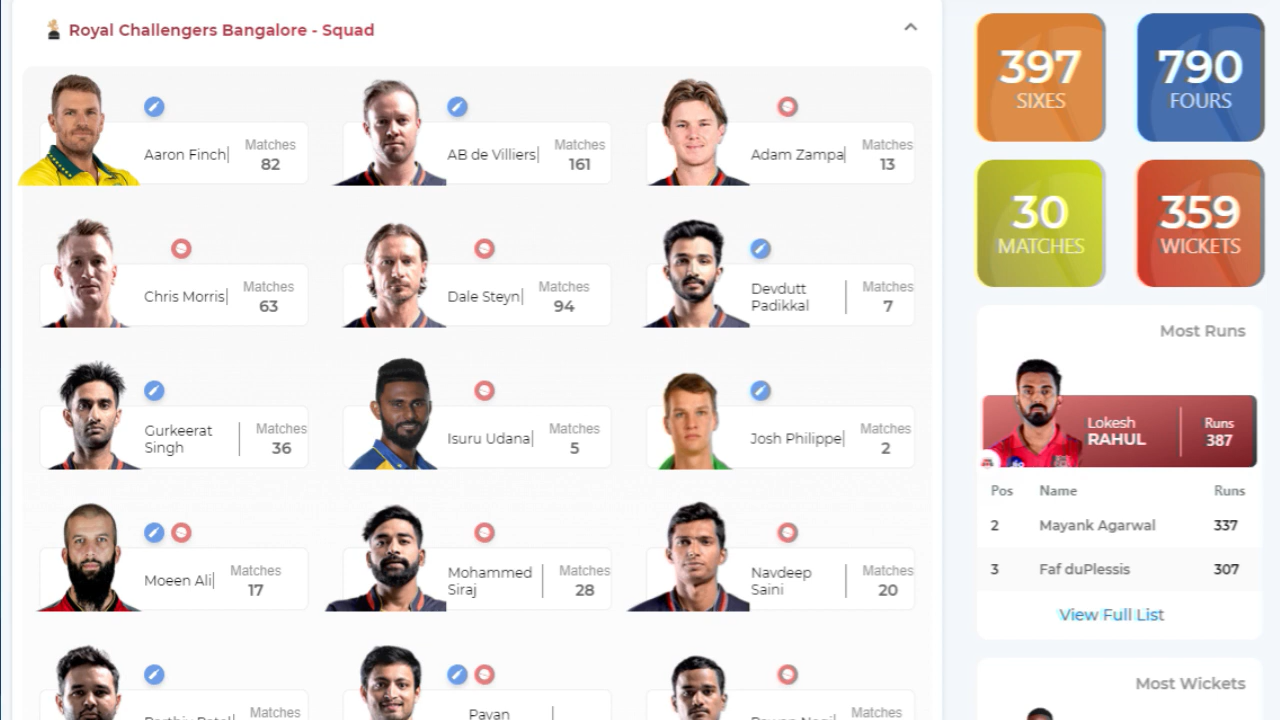 Royal Challengers Bangalore - Squad
Aaron Finch
Matches
82
AB de Villiers
Matches
161
Adam Zampa
Matches
13
Chris Morris
Matches
63
Dale Steyn
Matches
94
Devdutt
Padikkal
Matches
7
Gurkeerat
Singh
Matches
36
Isuru Udana
Matches
5
Josh Philippe
Matches
2
Moeen Ali
Matches
17
Mohammed
Siraj
Matches
28
Navdeep
Saini
Matches
20
Parthiv Patel
Matches
Pavan
Pawan Negi
Matches
397
SIXES
790
FOURS
30
MATCHES
359
WICKETS
Most Runs
Lokesh
RAHUL
Runs
387
Pos Name Runs
2 Mayank Agarwal 337
3 Faf duPlessis 307
View Full List
Most Wickets